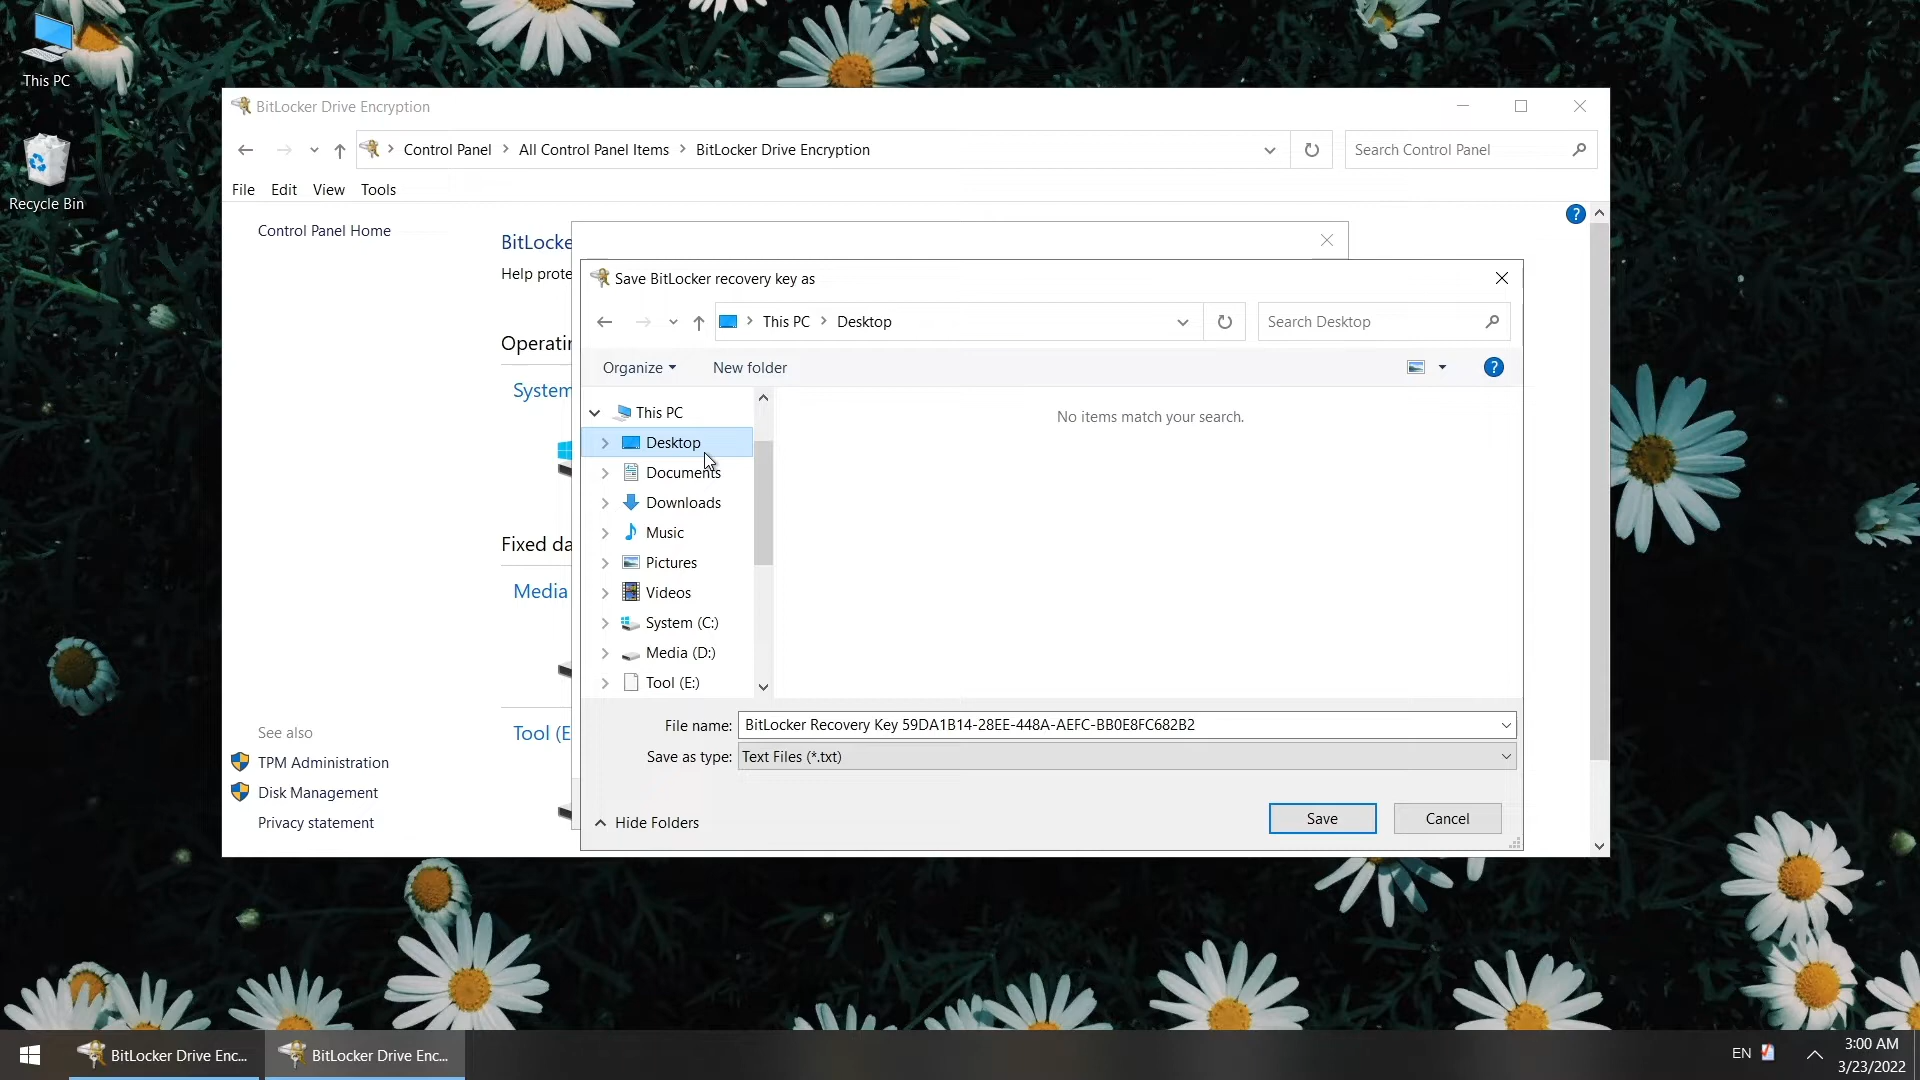 This PC
Recycle Bin
BitLocker Drive Encryption
Control Panel
All Control Panel Items
BitLocker Drive Encryption
Search Control Panel
File Edit View Tools
Control Panel Home
BitLocke
Help prote
Operatin
System
Fixed da
Media
Tool (E
See also
TPM Administration
Disk Management
Privacy statement
Save BitLocker recovery key as
This PC
Desktop
Search Desktop
Organize
New folder
This PC
Desktop
Documents
Downloads
Music
Pictures
Videos
System (C:)
Media (D:)
Tool (E:)
No items match your search.
File name: BitLocker Recovery Key 59DA1B14-28EE-448A-AEFC-BB0E8FC682B2
Save as type: Text Files (*.txt)
Hide Folders
Save
Cancel
BitLocker Drive Enc...
BitLocker Drive Enc...
EN
3:00 AM
3/23/2022